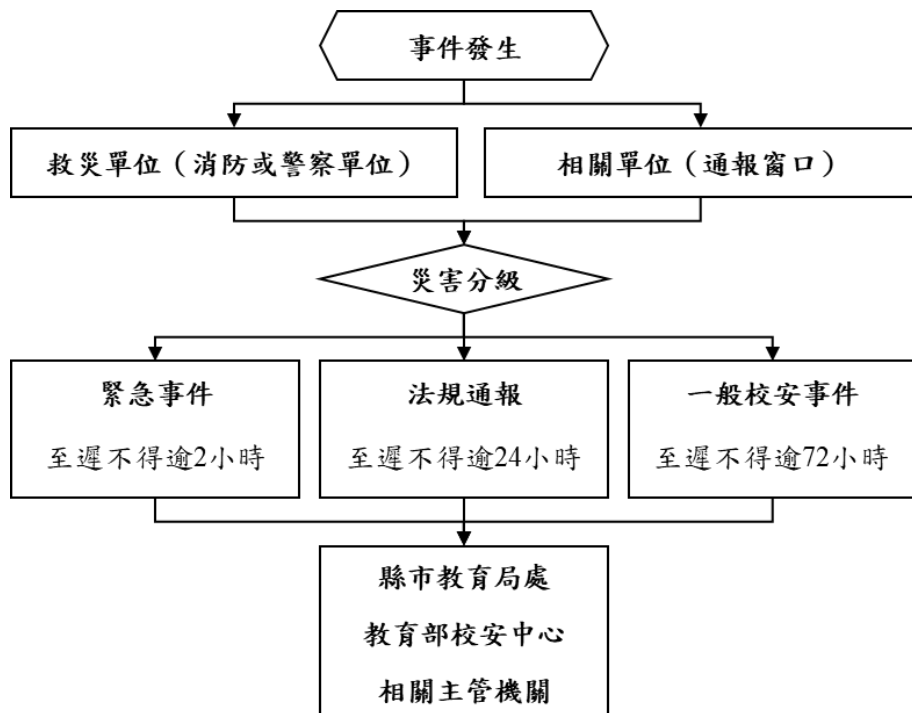 事件發生
救災單位（消防或警察單位）
相關單位（通報窗口）
災害分級
緊急事件
至遲不得逾2小時
法規通報
至遲不得逾24小時
一般校安事件
至遲不得逾72小時
縣市教育局處
教育部校安中心
相關主管機關